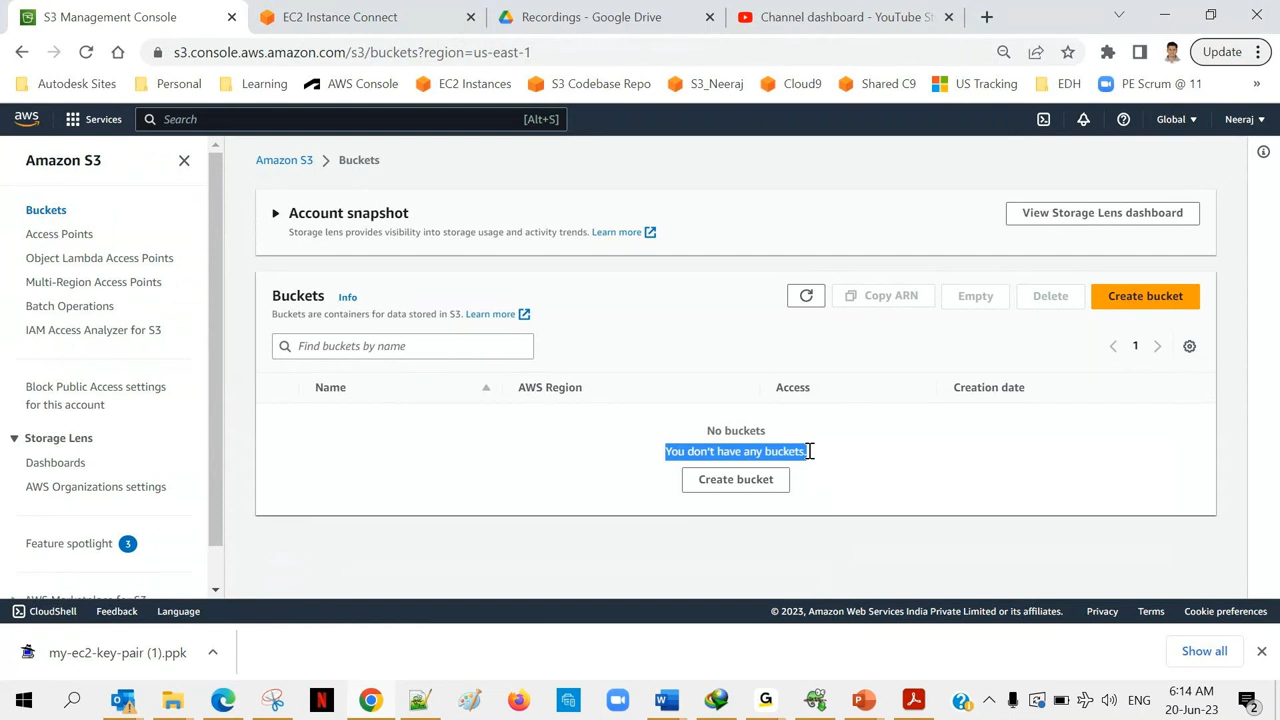 S3 Management Console
EC2 Instance Connect
Recordings - Google Drive
Channel dashboard - YouTube St
s3.console.aws.amazon.com/s3/buckets?region=us-east-1
Update
Autodesk Sites
Personal
Learning
AWS Console
EC2 Instances
S3 Codebase Repo
S3_Neeraj
Cloud9
Shared C9
US Tracking
EDH
PE Scrum @ 11
»
aws
Services
Search
[Alt+S]
Global
Neeraj
Amazon S3
Buckets
Access Points
Object Lambda Access Points
Multi-Region Access Points
Batch Operations
IAM Access Analyzer for S3
Block Public Access settings
for this account
Storage Lens
Dashboards
AWS Organizations settings
Feature spotlight 3
AWS Marketplace for S3
Amazon S3 > Buckets
Account snapshot
View Storage Lens dashboard
Storage lens provides visibility into storage usage and activity trends. Learn more
Buckets Info
Copy ARN
Empty
Delete
Create bucket
Buckets are containers for data stored in S3. Learn more
Find buckets by name
1
Name
AWS Region
Access
Creation date
No buckets
You don't have any buckets.
Create bucket
CloudShell
Feedback
Language
© 2023, Amazon Web Services India Private Limited or its affiliates.
Privacy
Terms
Cookie preferences
my-ec2-key-pair (1).ppk
Show all
ENG
6:14 AM
20-Jun-23
2